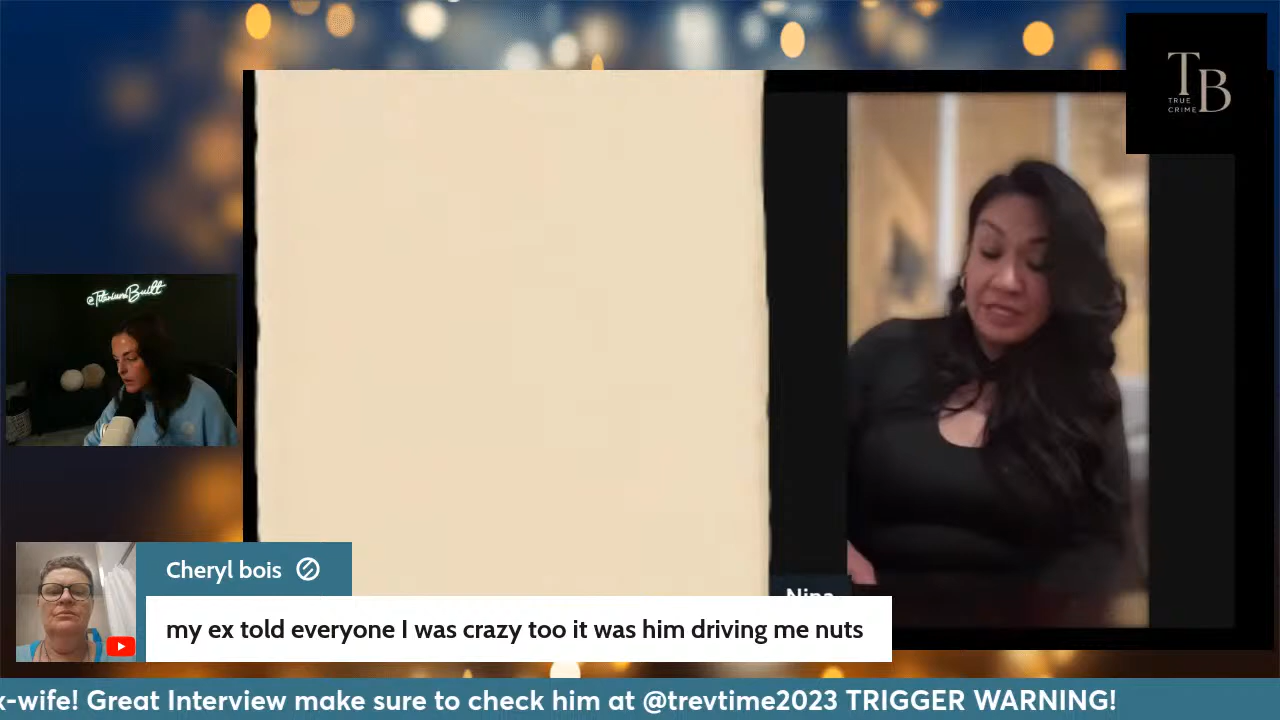 TB
TRUE
CRIME
@TitaniumBuilt
Cheryl bois
Nina
my ex told everyone I was crazy too it was him driving me nuts
x-wife! Great Interview make sure to check him at @trevtime2023 TRIGGER WARNING!